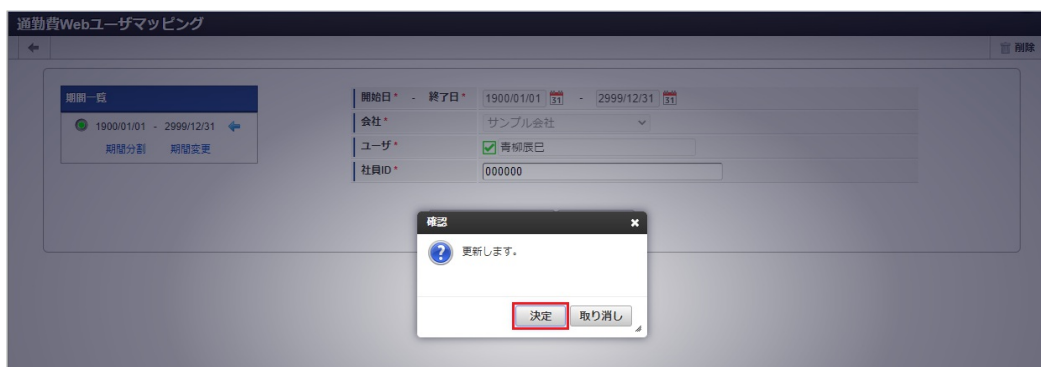 通勤費Webユーザマッピング
削除
期間一覧
1900/01/01 - 2999/12/31
期間分割 期間変更
開始日* - 終了日* 1900/01/01 31 - 2999/12/31 31
会社* サンプル会社
ユーザ* 青柳辰巳
社員ID* 000000
確認
更新します。
決定 取り消し